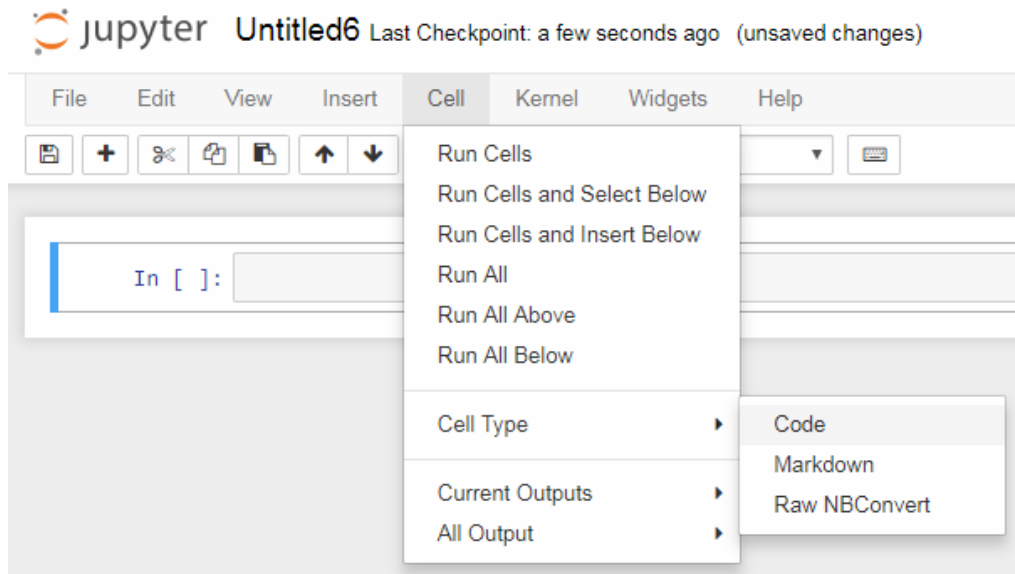 jupyter Untitled6 Last Checkpoint: a few seconds ago (unsaved changes)
File Edit View Insert Cell Kernel Widgets Help
Run Cells
Run Cells and Select Below
Run Cells and Insert Below
In [ ]:
Run All
Run All Above
Run All Below
Cell Type
Code
Markdown
Current Outputs
Raw NBConvert
All Output